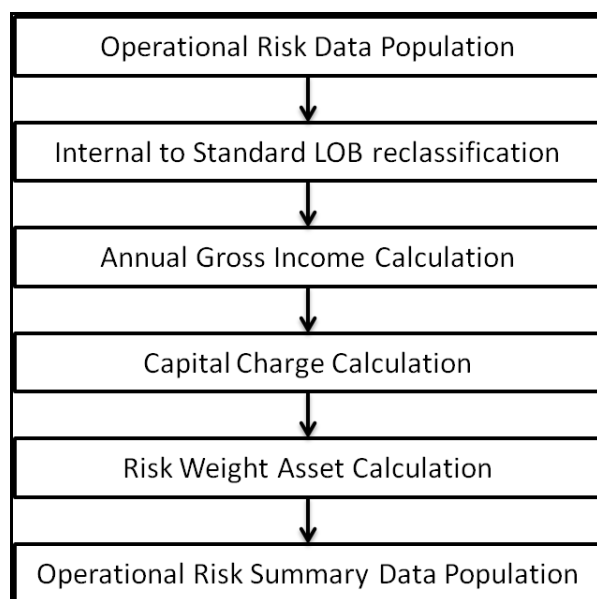 Operational Risk Data Population
Internal to Standard LOB reclassification
Annual Gross Income Calculation
Capital Charge Calculation
Risk Weight Asset Calculation
Operational Risk Summary Data Population